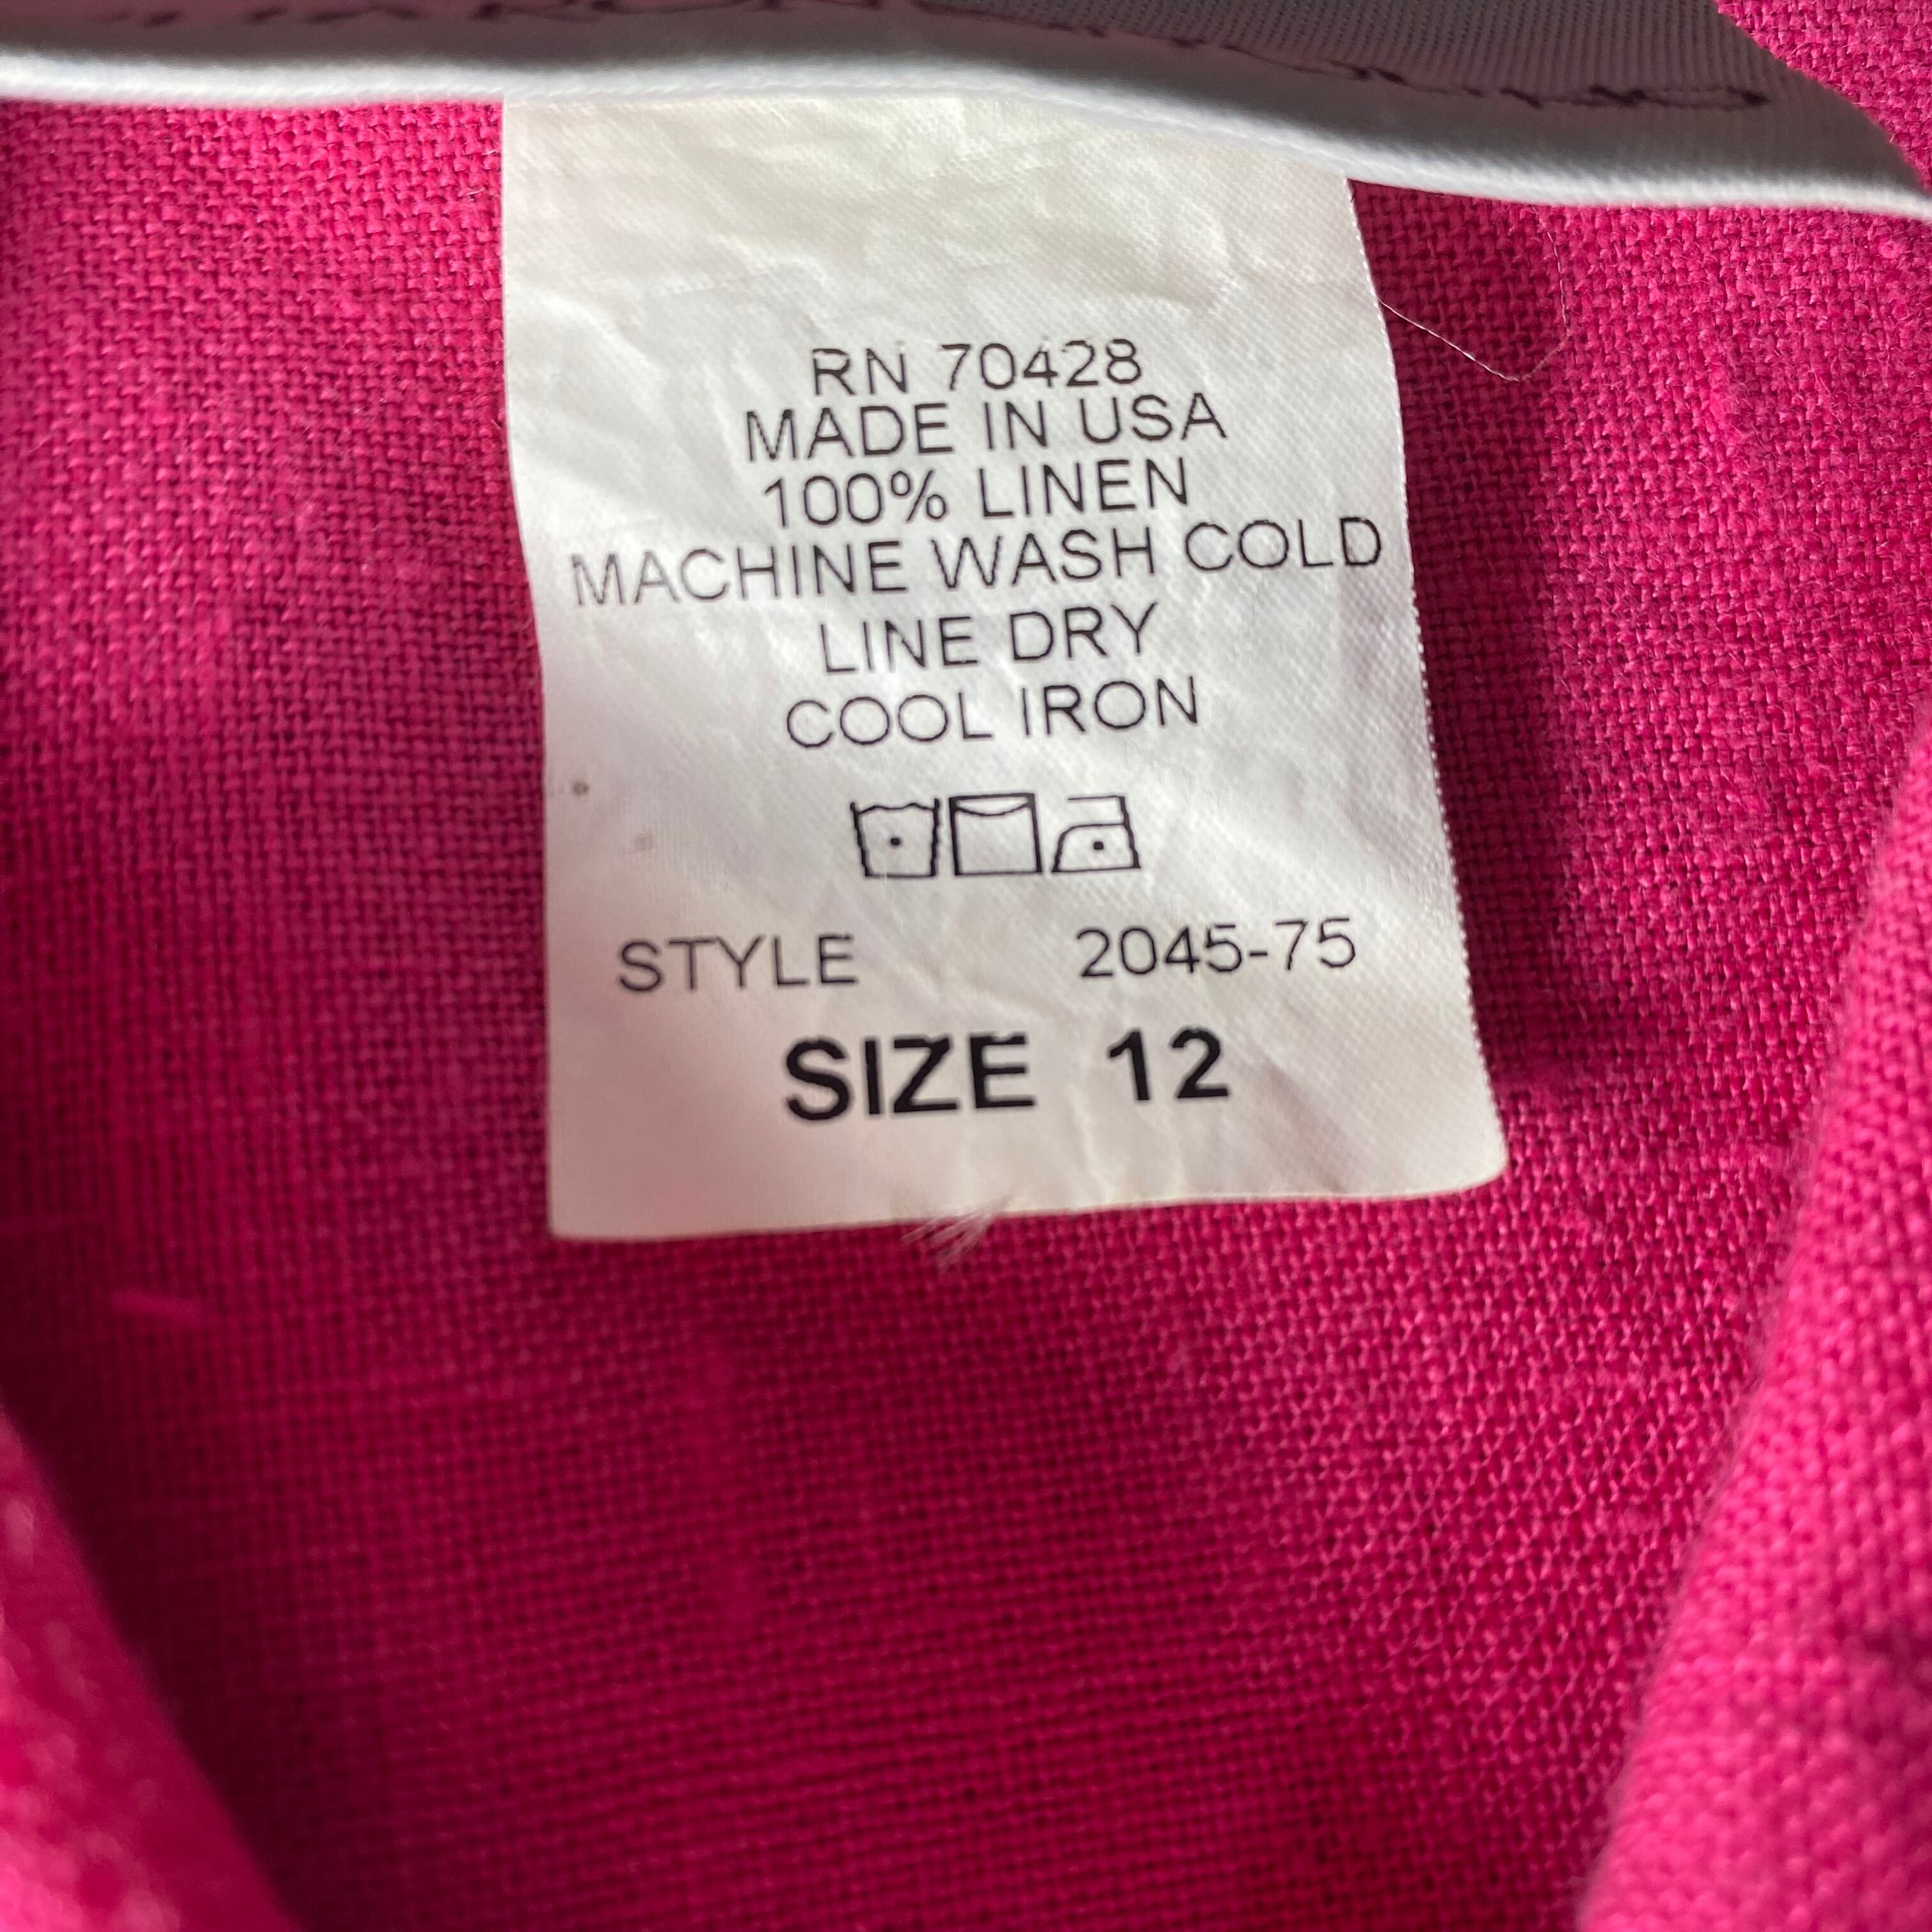 RN 70428
MADE IN USA
100% LINEN
MACHINE WASH COLD
LINE DRY
COOL IRON
STYLE 2045-75
SIZE 12